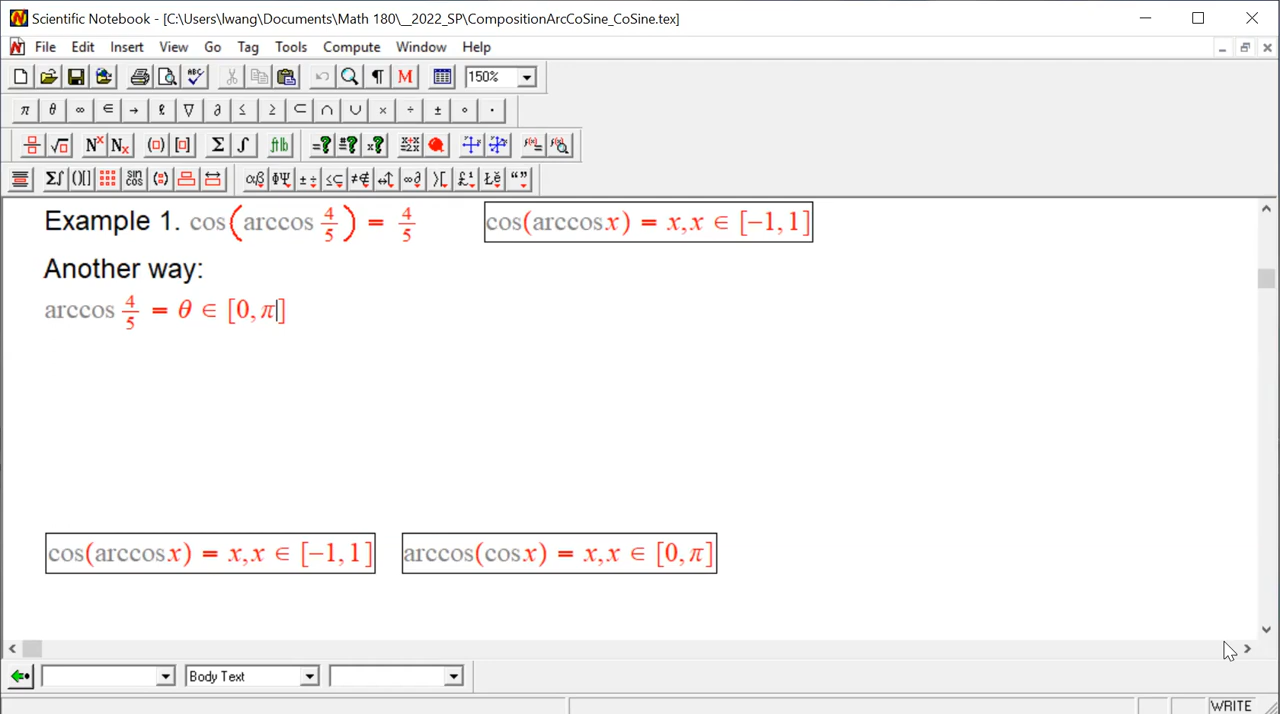 Scientific Notebook - [C:\Users\lwang\Documents\Math 180\__2022_SP\CompositionArcCoSine_CoSine.tex]
File Edit Insert View Go Tag Tools Compute Window Help
150%
π θ ∞ ∈ → ℓ ∇ ∂ ≤ ≥ ⊂ ∩ ∪ × ÷ ± ∘ ·
Example 1. cos(arccos 4/5) = 4/5 cos(arccos x) = x, x ∈ [−1, 1]
Another way:
arccos 4/5 = θ ∈ [0, π]
cos(arccos x) = x, x ∈ [−1, 1] arccos(cos x) = x, x ∈ [0, π]
Body Text
WRITE